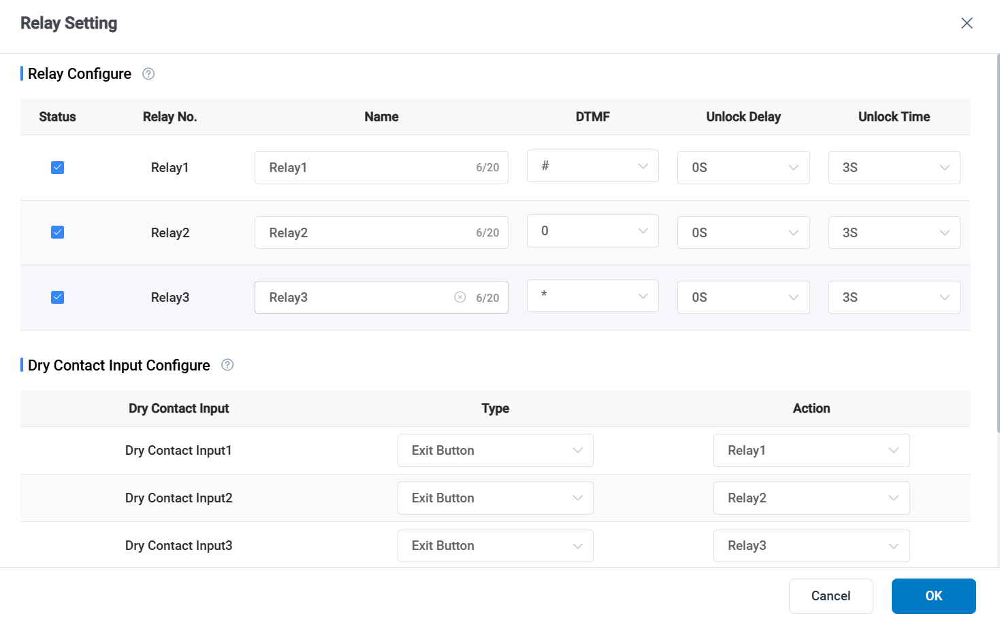 Relay Setting
Relay Configure ?
Status Relay No. Name DTMF Unlock Delay Unlock Time
Relay1 Relay1 6/20 # 0S 3S
Relay2 Relay2 6/20 0 0S 3S
Relay3 Relay3 6/20 * 0S 3S
Dry Contact Input Configure ?
Dry Contact Input Type Action
Dry Contact Input1 Exit Button Relay1
Dry Contact Input2 Exit Button Relay2
Dry Contact Input3 Exit Button Relay3
Cancel OK